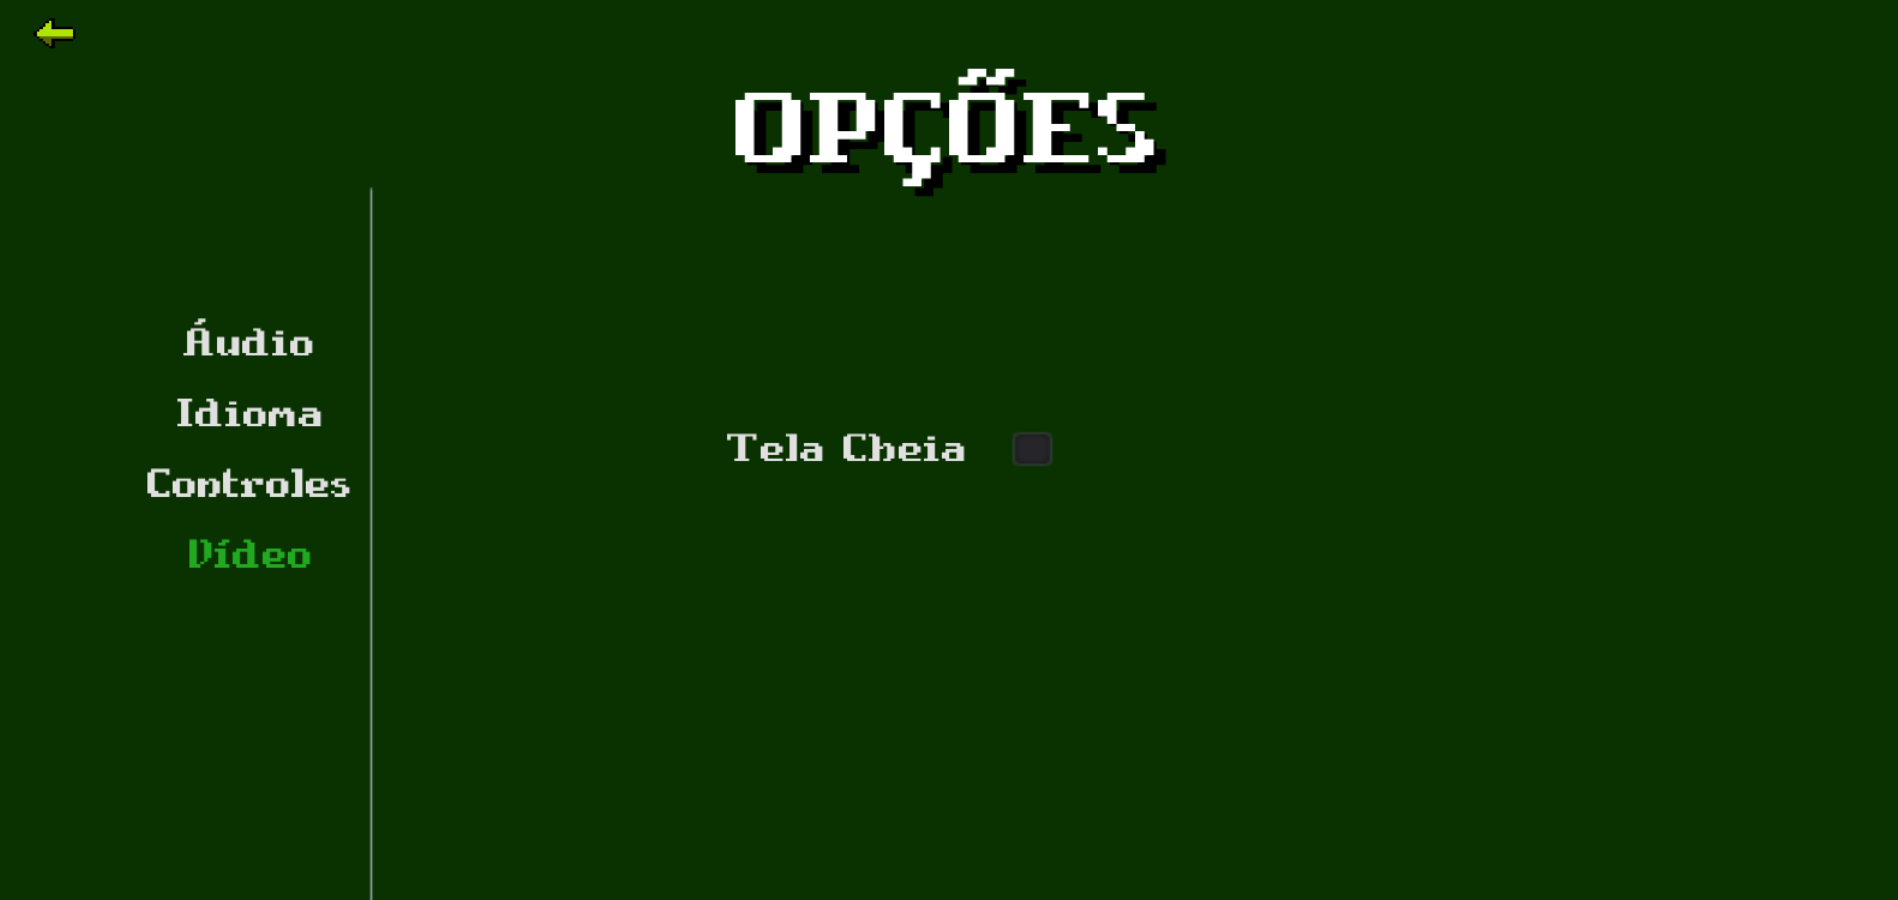 OPÇÕES
Áudio
Idioma
Controles
Vídeo
Tela Cheia